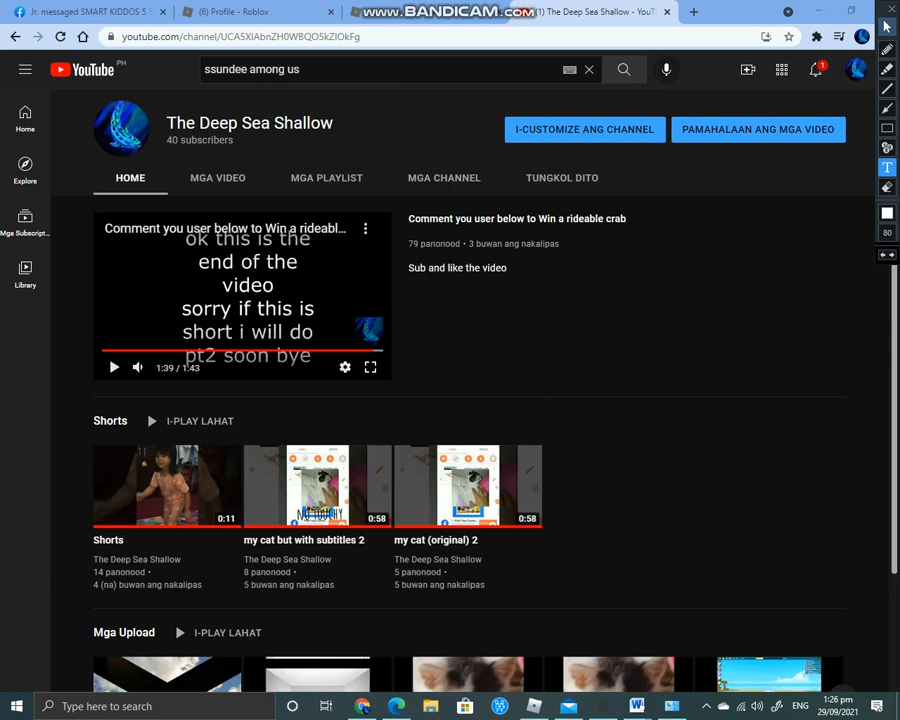 Jr. messaged SMART KIDDOS 5 S
(6) Profile - Roblox
www.BANDICAM.com
(1) The Deep Sea Shallow - YouT
youtube.com/channel/UCA5XIAbnZH0WBQO5kZIOkFg
YouTube PH
ssundee among us
1
The Deep Sea Shallow
40 subscribers
I-CUSTOMIZE ANG CHANNEL
PAMAHALAAN ANG MGA VIDEO
Home
Explore
Mga Subscript...
Library
HOME
MGA VIDEO
MGA PLAYLIST
MGA CHANNEL
TUNGKOL DITO
Comment you user below to Win a rideabl...
ok this is the
end of the
video
sorry if this is
short i will do
pt2 soon bye
1:39 / 1:43
Comment you user below to Win a rideable crab
79 panonood • 3 buwan ang nakalipas
Sub and like the video
Shorts
I-PLAY LAHAT
0:11
0:58
0:58
Shorts
The Deep Sea Shallow
14 panonood •
4 (na) buwan ang nakalipas
my cat but with subtitles 2
The Deep Sea Shallow
8 panonood •
5 buwan ang nakalipas
my cat (original) 2
The Deep Sea Shallow
5 panonood •
5 buwan ang nakalipas
Mga Upload
I-PLAY LAHAT
T
80
Type here to search
ENG
1:26 pm
29/09/2021